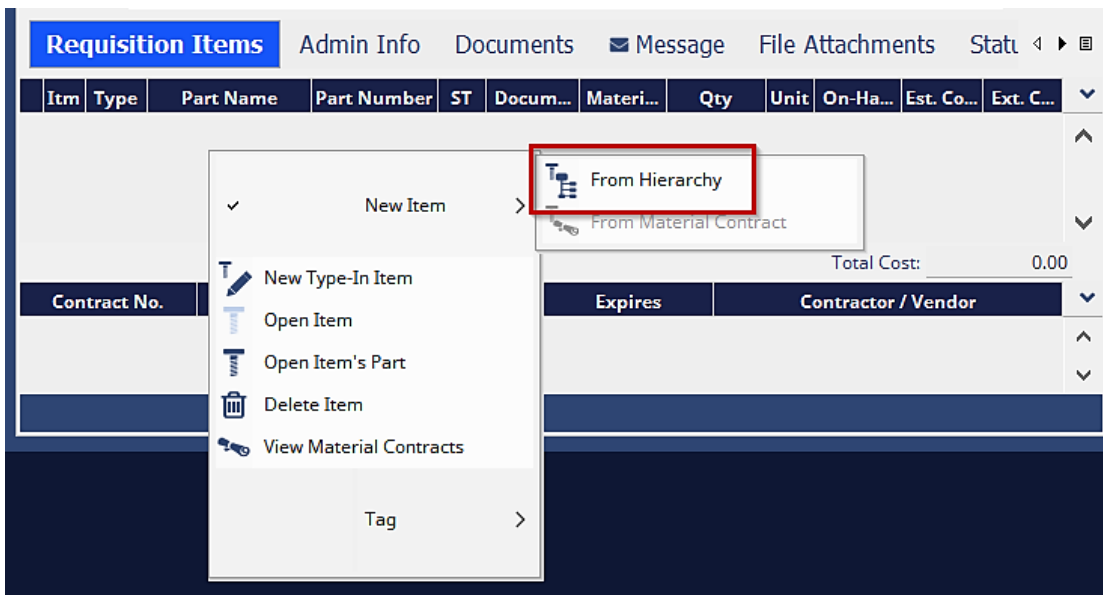 Requisition Items Admin Info Documents Message File Attachments Statu
Itm Type Part Name Part Number ST Docum... Materi... Qty Unit On-Ha... Est. Co... Ext. C...
New Item
From Hierarchy
From Material Contract
Total Cost: 0.00
New Type-In Item
Contract No. Expires Contractor / Vendor
Open Item
Open Item's Part
Delete Item
View Material Contracts
Tag